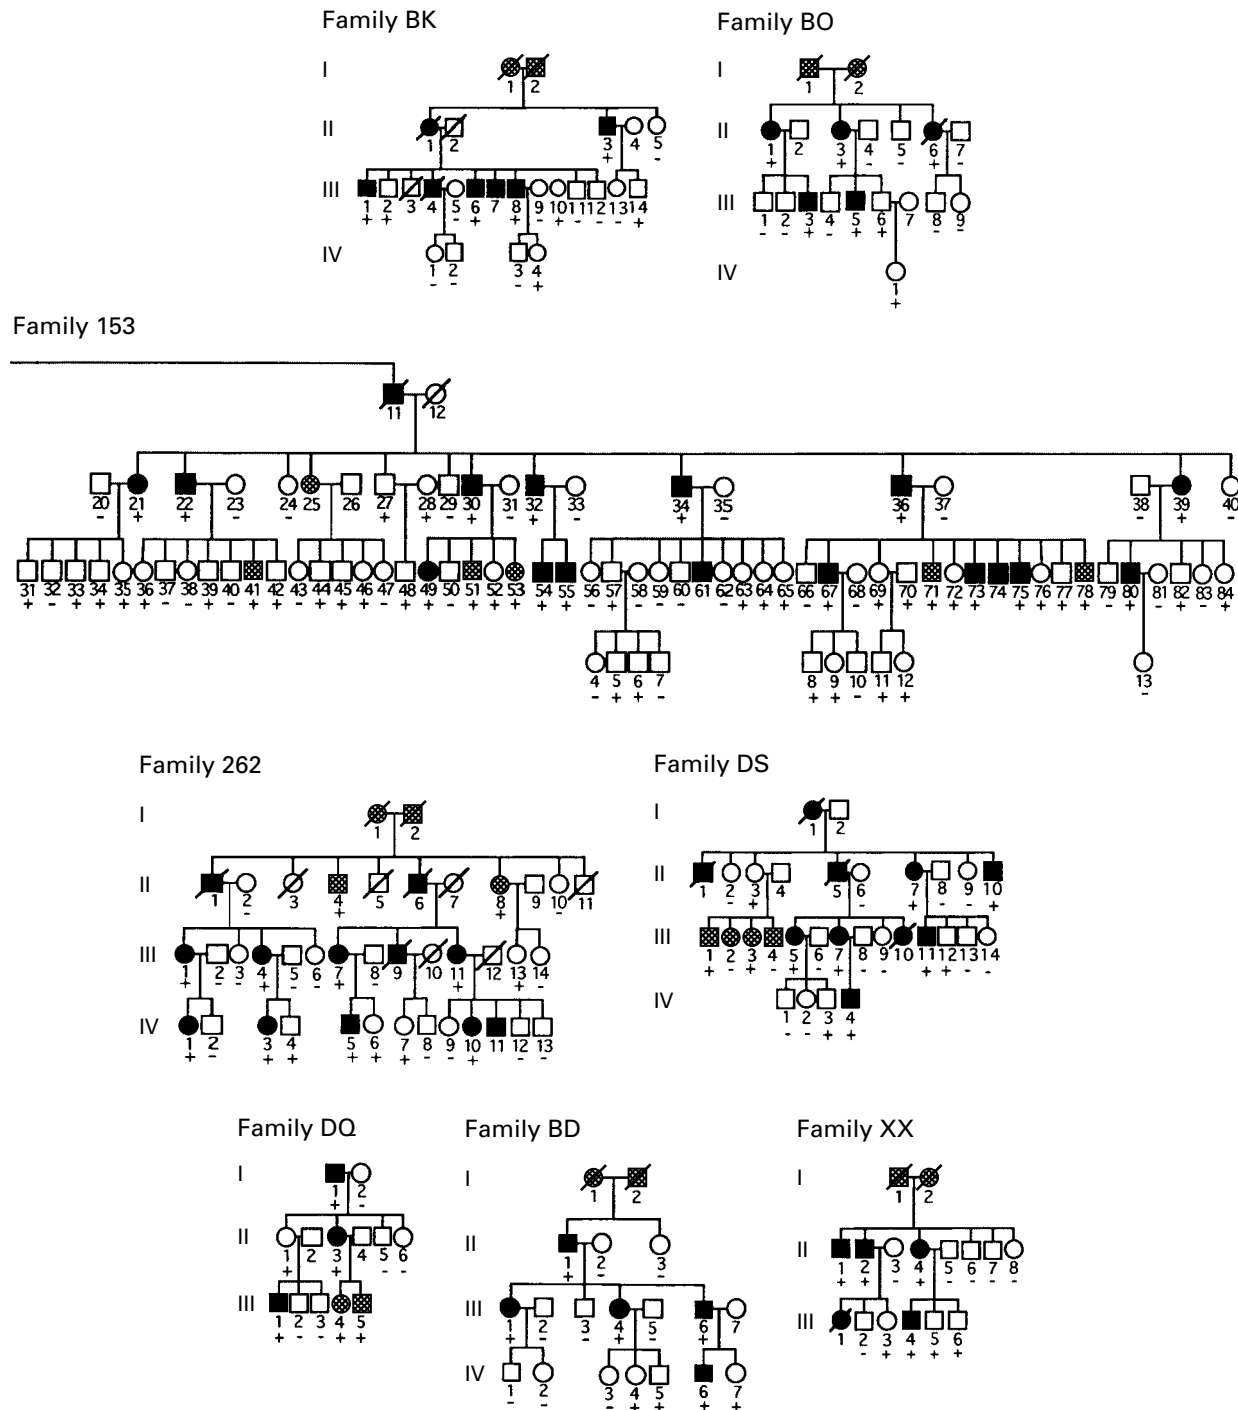 Family BK
I
1 2
II
1 2 3 4 5
+ -
III
1 2 3 4 5 6 7 8 9 10 11 12 13 14
+ + - + + - + - - - +
IV
1 2 3 4
- - - +
Family BO
I
1 2
II
1 2 3 4 5 6 7
+ + - - + -
III
1 2 3 4 5 6 7 8 9
- - + - + + - -
IV
1
+
Family 153
11 12
20 21 22 23 24 25 26 27 28 29 30 31 32 33 34 35 36 37 38 39 40
- + + - - + + - + - + - + - + - - + -
31 32 33 34 35 36 37 38 39 40 41 42 43 44 45 46 47 48 49 50 51 52 53 54 55 56 57 58 59 60 61 62 63 64 65 66 67 68 69 70 71 72 73 74 75 76 77 78 79 80 81 82 83 84
+ - + + + + - - + - + + - + + + - + + - + + + + + - + - - - - - + + + - + - + + + + + + + + + - + - + - +
4 5 6 7 8 9 10 11 12 13
- + + - + + - + + -
Family 262
I
1 2
II
1 2 3 4 5 6 7 8 9 10 11
- + + -
III
1 2 3 4 5 6 7 8 9 10 11 12 13 14
+ - - + - - + - + + -
IV
1 2 3 4 5 6 7 8 9 10 11 12 13
+ - + + + + + - - + - -
Family DS
I
1 2
II
1 2 3 4 5 6 7 8 9 10
- + - + - - +
III
1 2 3 4 5 6 7 8 9 10 11 12 13 14
+ - + - + - + - - + + - -
IV
1 2 3 4
- - + +
Family DQ
I
1 2
+ -
II
1 2 3 4 5 6
+ + - -
III
1 2 3 4 5
+ - - + +
Family BD
I
1 2
II
1 2 3
+ - -
III
1 2 3 4 5 6 7
+ - - + - +
IV
1 2 3 4 5 6 7
- - - + + + +
Family XX
I
1 2
II
1 2 3 4 5 6 7 8
+ + - + - - - -
III
1 2 3 4 5 6
- + + + +